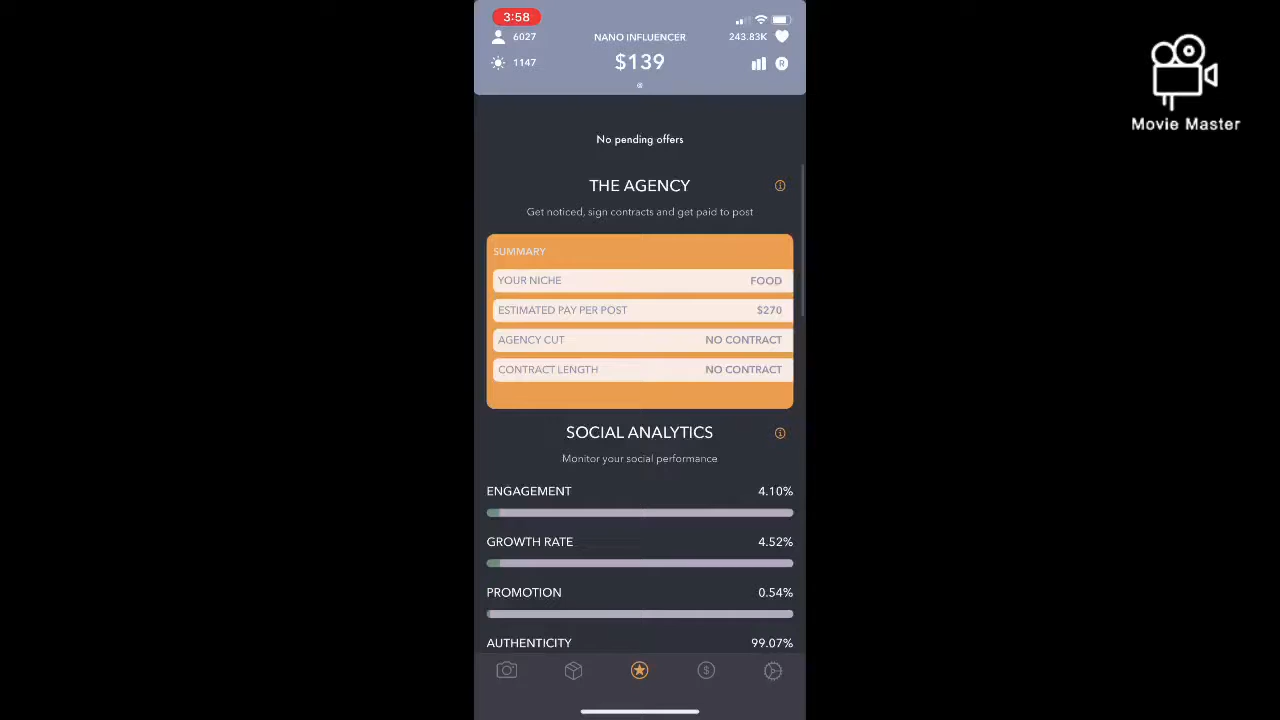 3:58
6027
NANO INFLUENCER
243.83K
1147
$139
R
No pending offers
THE AGENCY
Get noticed, sign contracts and get paid to post
SUMMARY
YOUR NICHE FOOD
ESTIMATED PAY PER POST $270
AGENCY CUT NO CONTRACT
CONTRACT LENGTH NO CONTRACT
SOCIAL ANALYTICS
Monitor your social performance
ENGAGEMENT 4.10%
GROWTH RATE 4.52%
PROMOTION 0.54%
AUTHENTICITY 99.07%
Movie Master